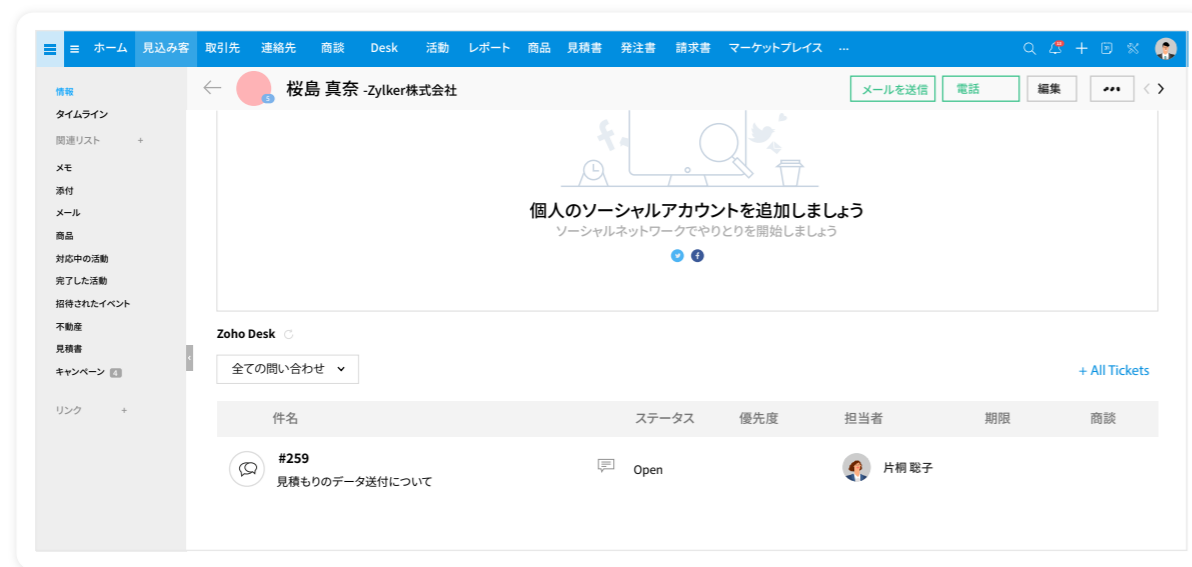 ホーム 見込み客 取引先 連絡先 商談 Desk 活動 レポート 商品 見積書 発注書 請求書 マーケットプレイス ...
情報
タイムライン
関連リスト +
メモ
添付
メール
商品
対応中の活動
完了した活動
招待されたイベント
不動産
見積書
キャンペーン 4
リンク +
桜島 真奈 -Zylker株式会社
5
メールを送信 電話 編集 •••
個人のソーシャルアカウントを追加しましょう
ソーシャルネットワークでやりとりを開始しましょう
Zoho Desk
全ての問い合わせ
+ All Tickets
件名 ステータス 優先度 担当者 期限 商談
#259
見積もりのデータ送付について
Open
片桐 聡子